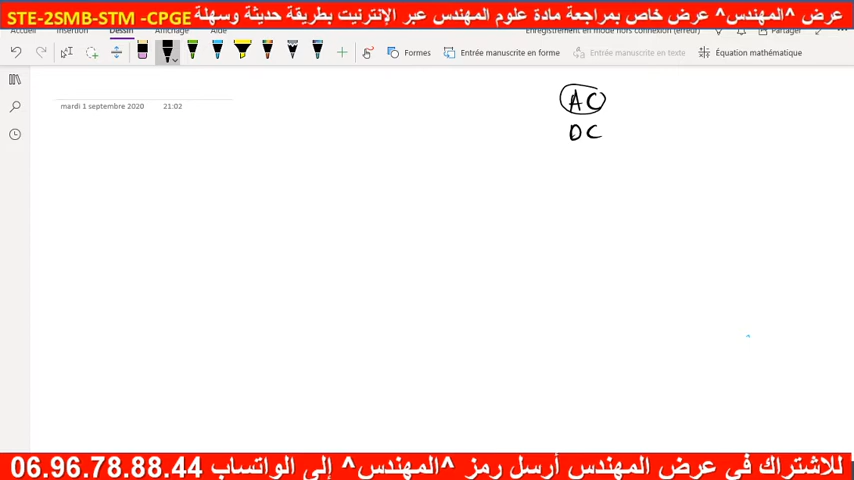 STE-2SMB-STM -CPGE عرض ^المهندس^ عرض خاص بمراجعة مادة علوم المهندس عبر الإنترنيت بطريقة حديثة وسهلة
Accueil Insertion Dessin Affichage Aide Enregistrement en mode hors connexion (erreur) Partager
Formes Entrée manuscrite en forme Entrée manuscrite en texte Équation mathématique
mardi 1 septembre 2020 21:02
AC
DC
للاشتراك في عرض المهندس أرسل رمز ^المهندس^ إلى الواتساب 06.96.78.88.44